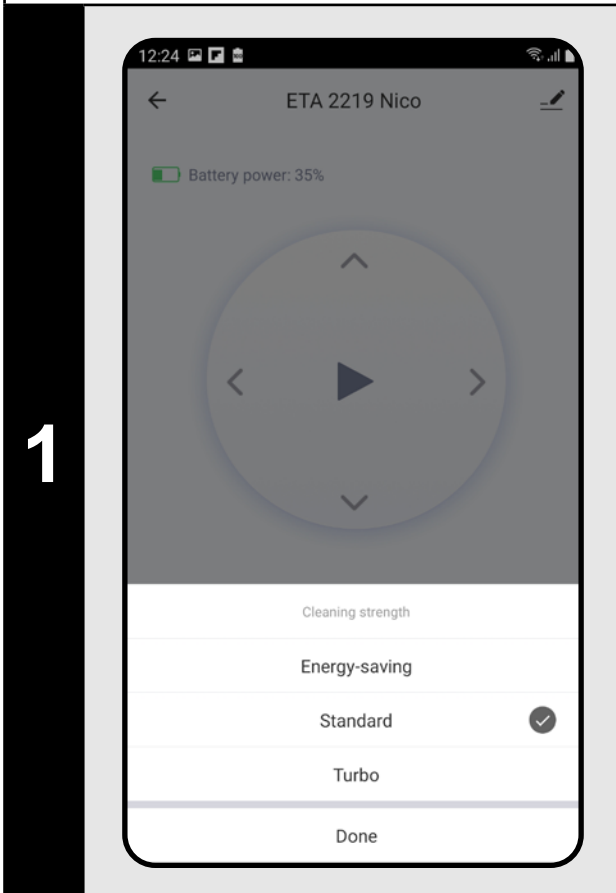 1
12:24
ETA 2219 Nico
Battery power: 35%
Cleaning strength
Energy-saving
Standard
Turbo
Done